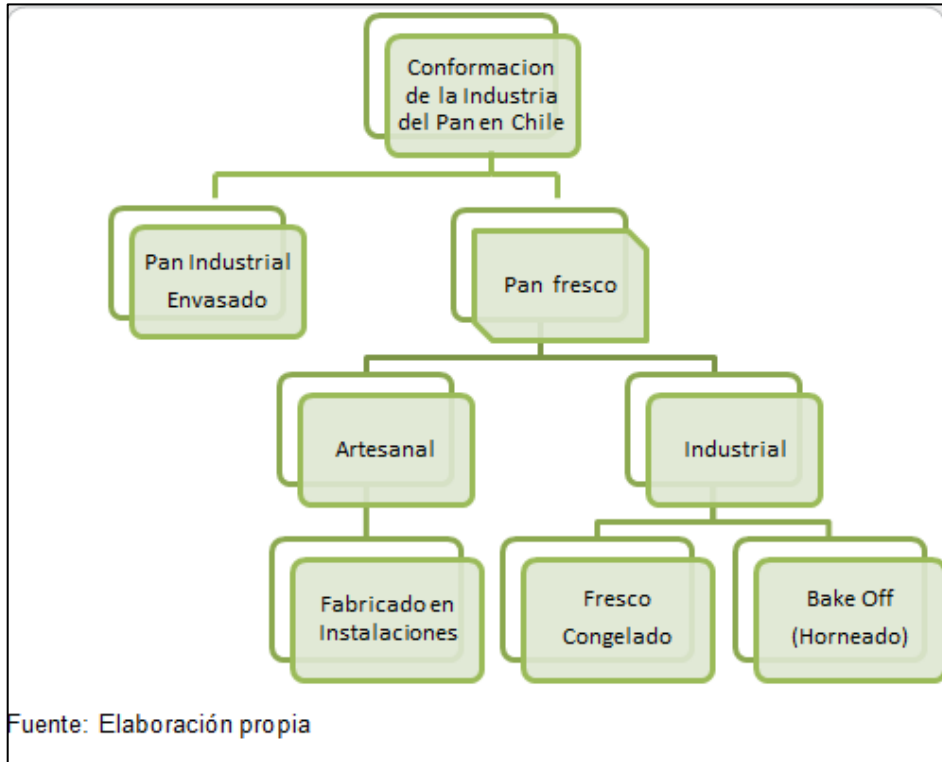 Conformacion
de la Industria
del Pan en Chile
Pan Industrial
Envasado
Pan fresco
Artesanal
Industrial
Fabricado en
Instalaciones
Fresco
Congelado
Bake Off
(Horneado)
Fuente: Elaboración propia